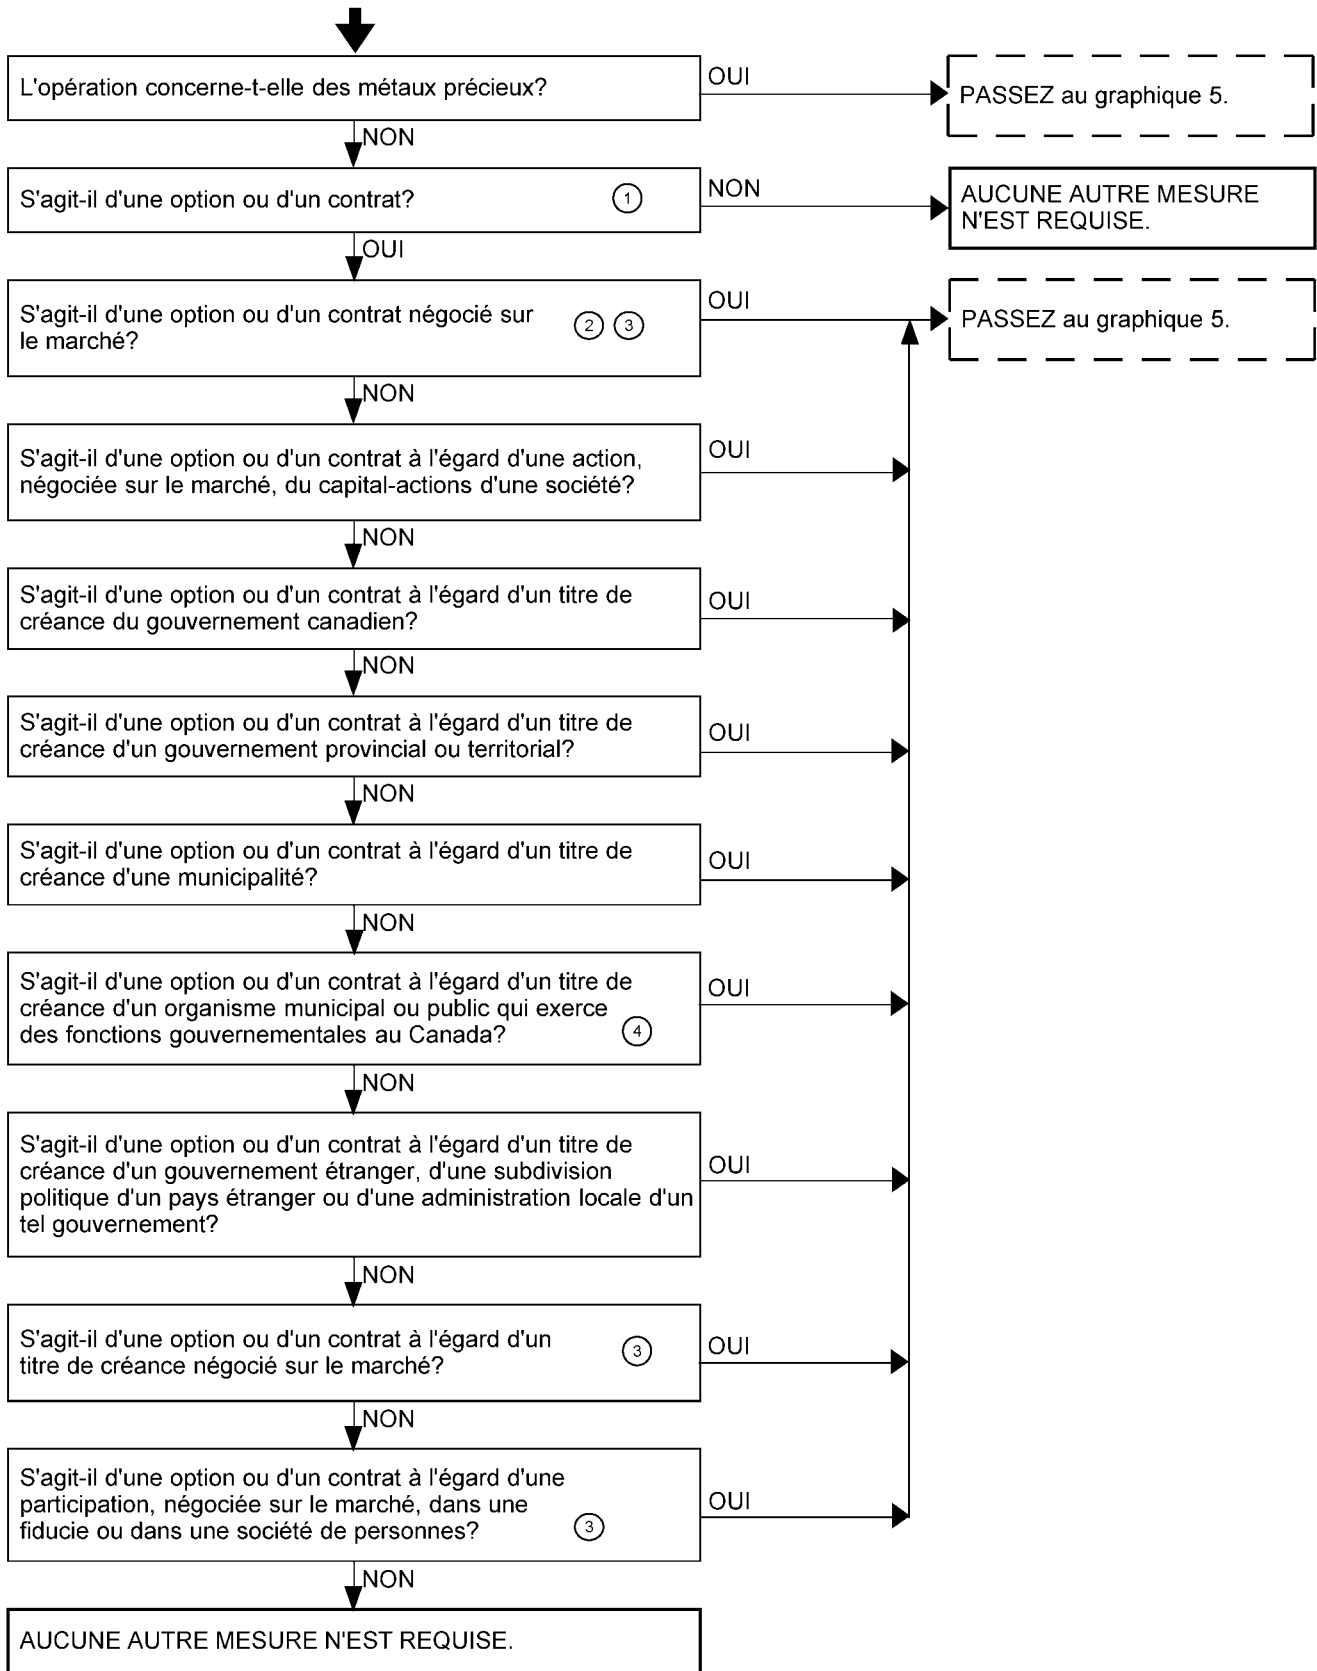 L'opération concerne-t-elle des métaux précieux?
OUI
PASSEZ au graphique 5.
NON
S'agit-il d'une option ou d'un contrat?
1
NON
AUCUNE AUTRE MESURE
N'EST REQUISE.
OUI
S'agit-il d'une option ou d'un contrat négocié sur
le marché?
2 3
OUI
PASSEZ au graphique 5.
NON
S'agit-il d'une option ou d'un contrat à l'égard d'une action,
négociée sur le marché, du capital-actions d'une société?
OUI
NON
S'agit-il d'une option ou d'un contrat à l'égard d'un titre de
créance du gouvernement canadien?
OUI
NON
S'agit-il d'une option ou d'un contrat à l'égard d'un titre de
créance d'un gouvernement provincial ou territorial?
OUI
NON
S'agit-il d'une option ou d'un contrat à l'égard d'un titre de
créance d'une municipalité?
OUI
NON
S'agit-il d'une option ou d'un contrat à l'égard d'un titre de
créance d'un organisme municipal ou public qui exerce
des fonctions gouvernementales au Canada?
4
OUI
NON
S'agit-il d'une option ou d'un contrat à l'égard d'un titre de
créance d'un gouvernement étranger, d'une subdivision
politique d'un pays étranger ou d'une administration locale d'un
tel gouvernement?
OUI
NON
S'agit-il d'une option ou d'un contrat à l'égard d'un
titre de créance négocié sur le marché?
3
OUI
NON
S'agit-il d'une option ou d'un contrat à l'égard d'une
participation, négociée sur le marché, dans une
fiducie ou dans une société de personnes?
3
OUI
NON
AUCUNE AUTRE MESURE N'EST REQUISE.